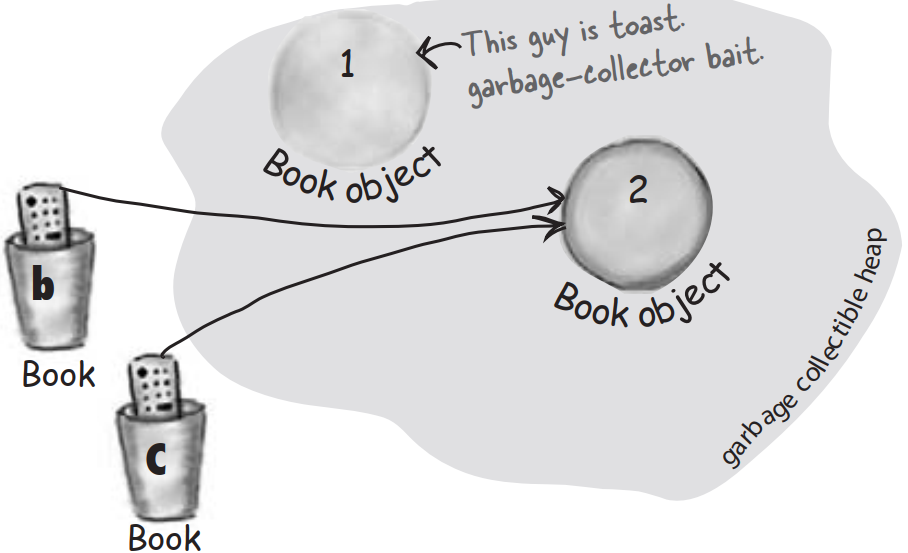 1
This guy is toast.
garbage-collector bait.
Book object
2
Book object
b
Book
c
Book
garbage collectible heap